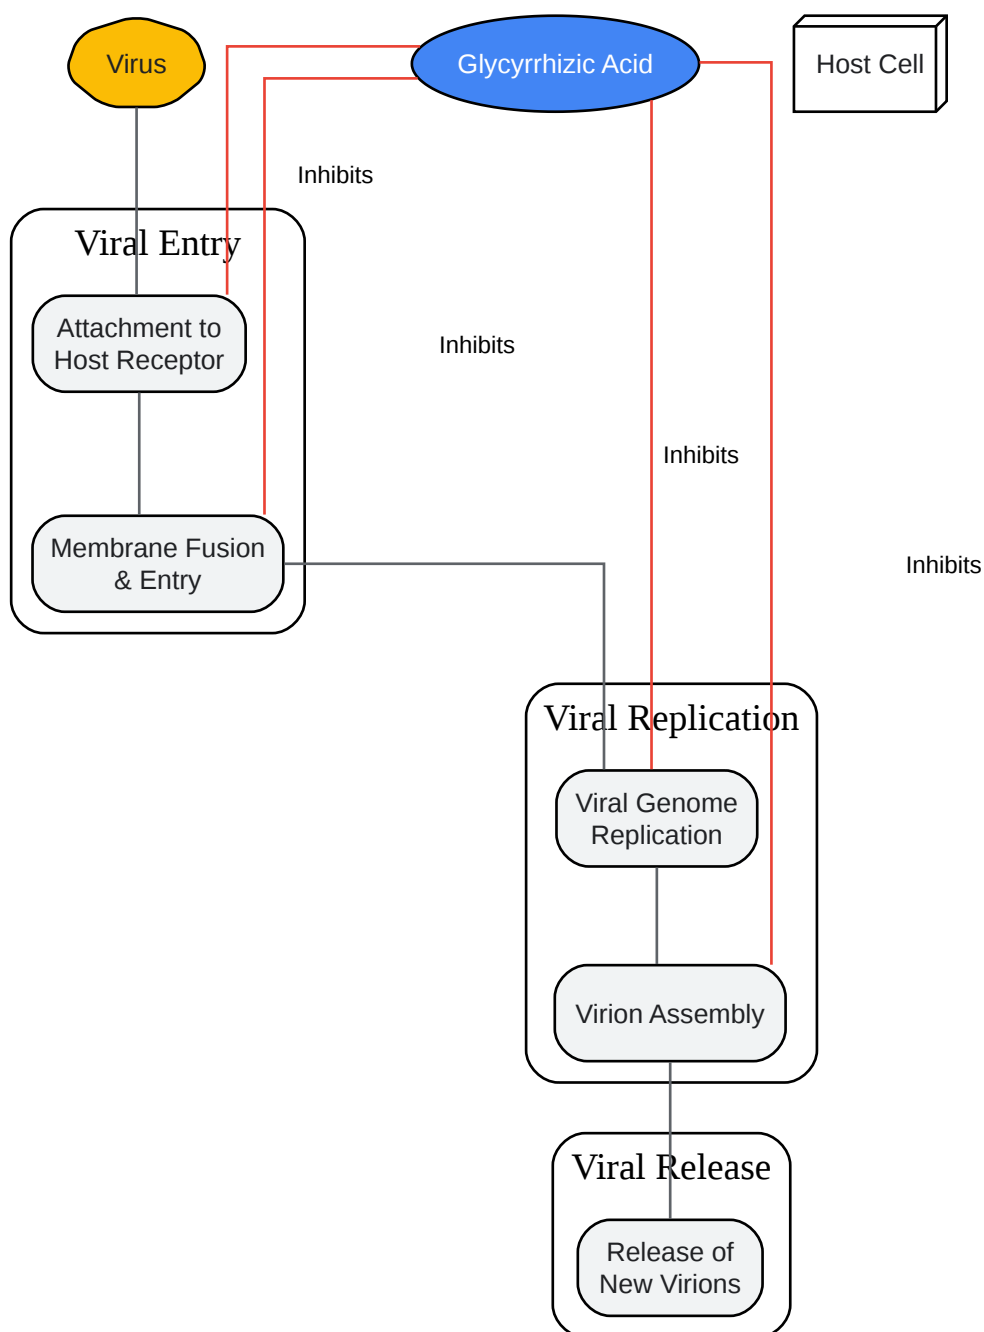 Virus
Glycyrrhizic Acid
Host Cell
Inhibits
Viral Entry
Attachment to
Host Receptor
Inhibits
Inhibits
Membrane Fusion
& Entry
Inhibits
Viral Replication
Viral Genome
Replication
Virion Assembly
Viral Release
Release of
New Virions